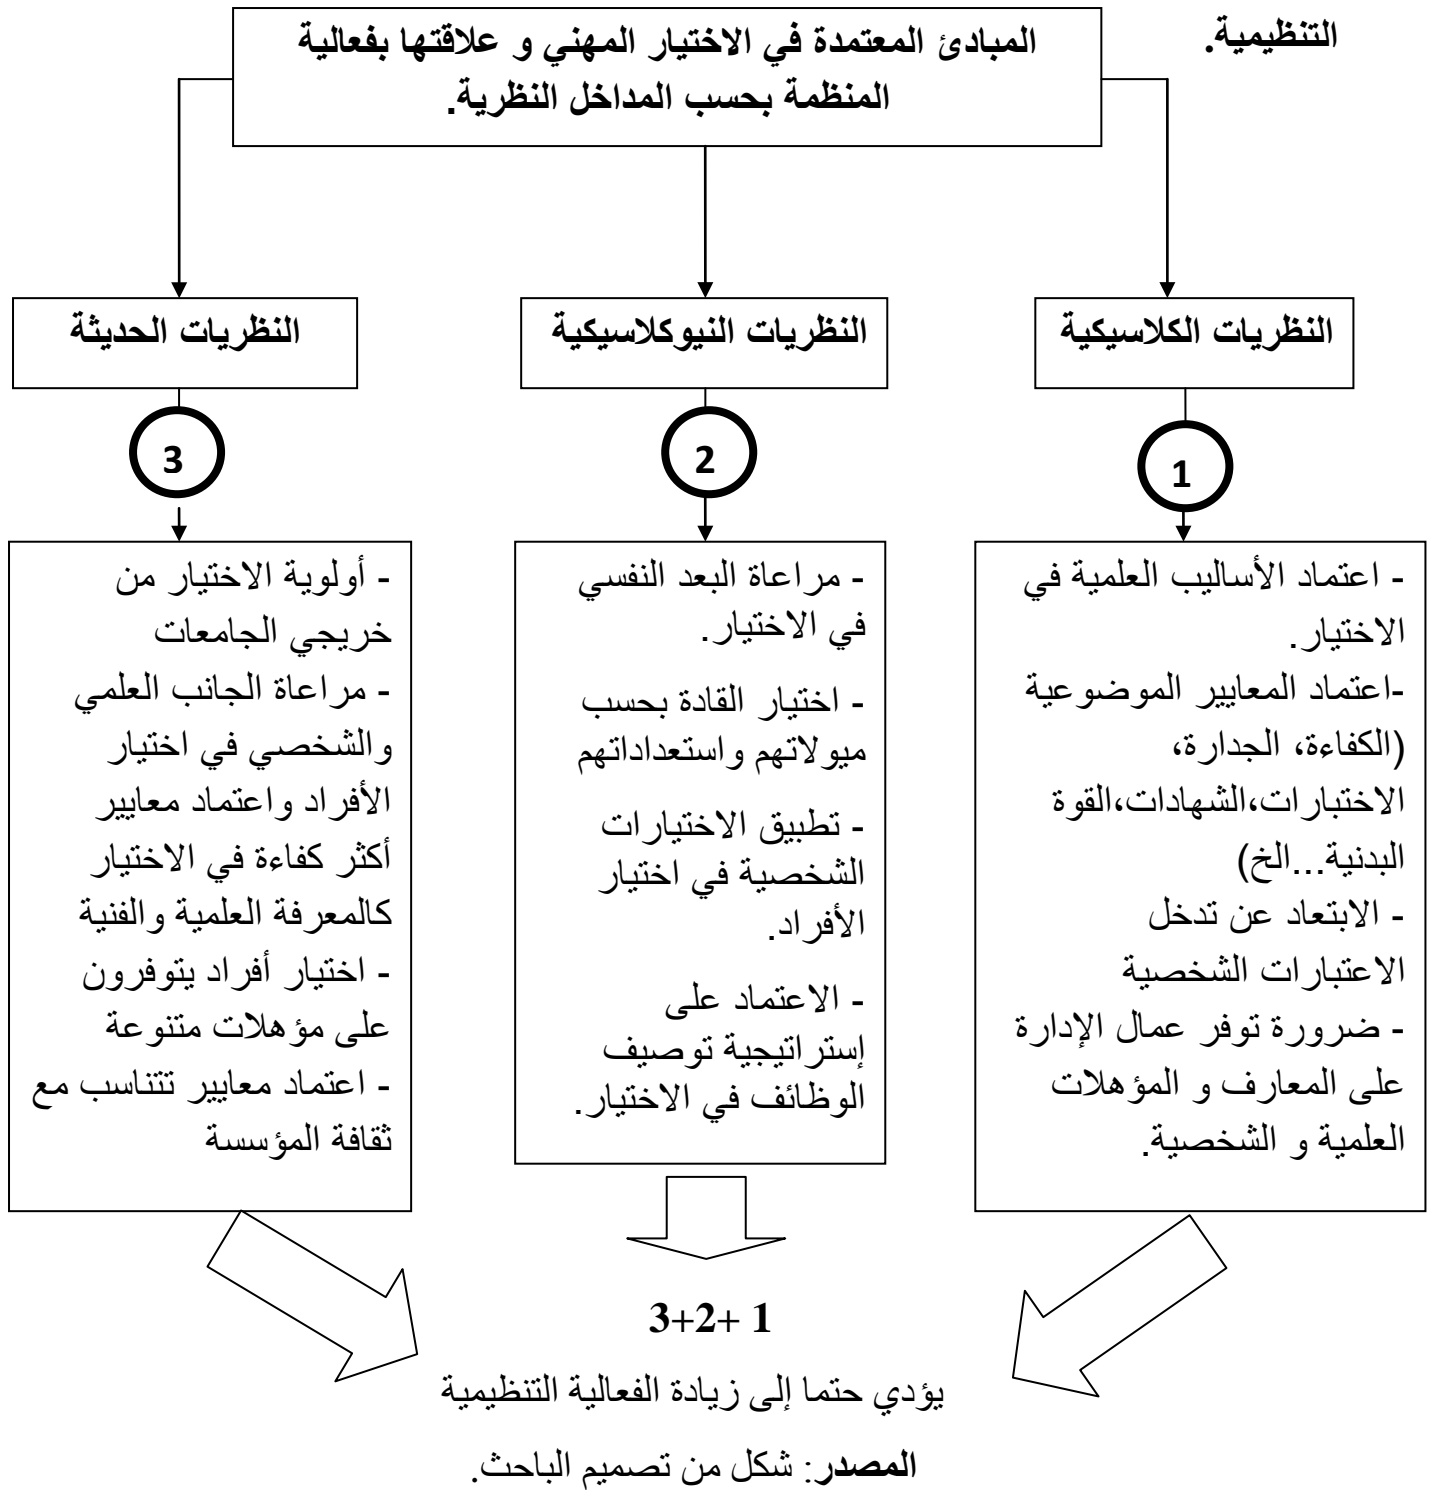 التنظيمية.
المبادئ المعتمدة في الاختيار المهني و علاقتها بفعالية
المنظمة بحسب المداخل النظرية.
النظريات الكلاسيكية
النظريات النيوكلاسيكية
النظريات الحديثة
1
2
3
- اعتماد الأساليب العلمية في
الاختيار.
-اعتماد المعايير الموضوعية
(الكفاءة، الجدارة،
الاختبارات،الشهادات،القوة
البدنية...الخ)
- الابتعاد عن تدخل
الاعتبارات الشخصية
- ضرورة توفر عمال الإدارة
على المعارف و المؤهلات
العلمية و الشخصية.
- مراعاة البعد النفسي
في الاختيار.
- اختيار القادة بحسب
ميولاتهم واستعداداتهم
- تطبيق الاختبارات
الشخصية في اختيار
الأفراد.
- الاعتماد على
إستراتيجية توصيف
الوظائف في الاختيار.
- أولوية الاختيار من
خريجي الجامعات
- مراعاة الجانب العلمي
والشخصي في اختيار
الأفراد واعتماد معايير
أكثر كفاءة في الاختيار
كالمعرفة العلمية والفنية
- اختيار أفراد يتوفرون
على مؤهلات متنوعة
- اعتماد معايير تتناسب مع
ثقافة المؤسسة
3+2+ 1
يؤدي حتما إلى زيادة الفعالية التنظيمية
المصدر: شكل من تصميم الباحث.